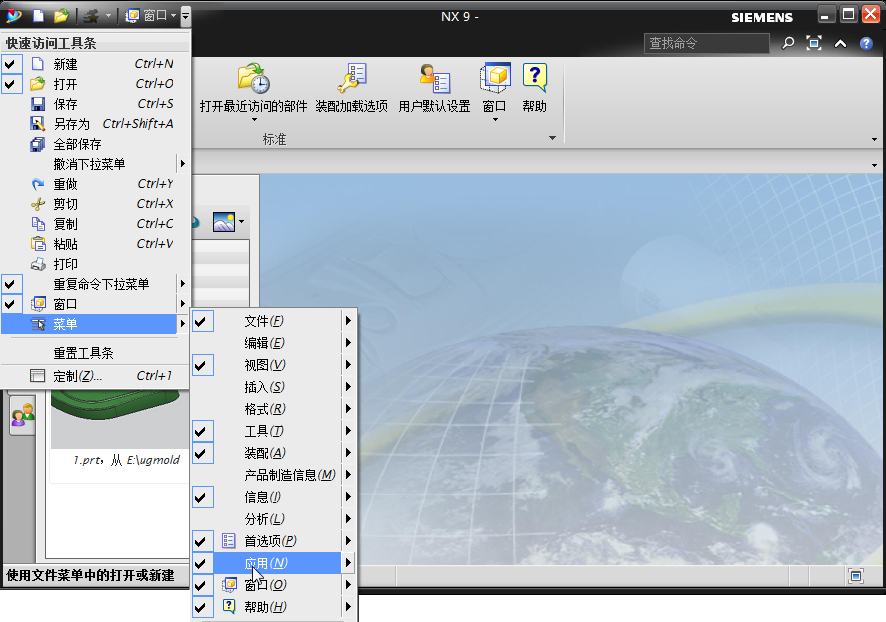 窗口
NX 9 -
SIEMENS
查找命令
快速访问工具条
新建 Ctrl+N
打开 Ctrl+O
保存 Ctrl+S
另存为 Ctrl+Shift+A
全部保存
撤消下拉菜单
重做 Ctrl+Y
剪切 Ctrl+X
复制 Ctrl+C
粘贴 Ctrl+V
打印
重复命令下拉菜单
窗口
菜单
重置工具条
定制(Z)... Ctrl+1
打开最近访问的部件
装配加载选项
用户默认设置
窗口
帮助
标准
文件(F)
编辑(E)
视图(V)
插入(S)
格式(R)
工具(T)
装配(A)
产品制造信息(M)
信息(I)
分析(L)
首选项(P)
应用(N)
窗口(O)
帮助(H)
1.prt，从 E:\ugmold
使用文件菜单中的打开或新建